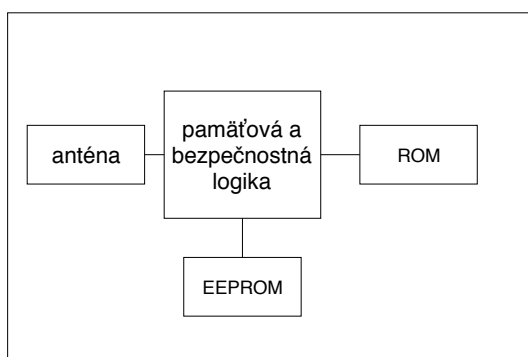 anténa
pamäťová a
bezpečnostná
logika
ROM
EEPROM